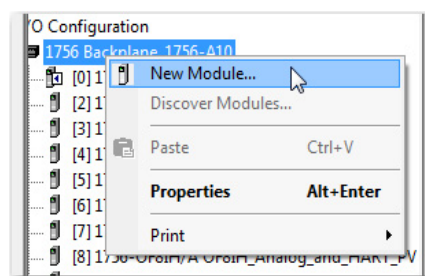 I/O Configuration
1756 Backplane, 1756-A10
New Module...
Discover Modules...
Paste Ctrl+V
Properties Alt+Enter
Print
[0] 1
[2] 1
[3] 1
[4] 1
[5] 1
[6] 1
[7] 1
[8] 1756-OF8IH/A OF8IH_Analog_and_HART_PV